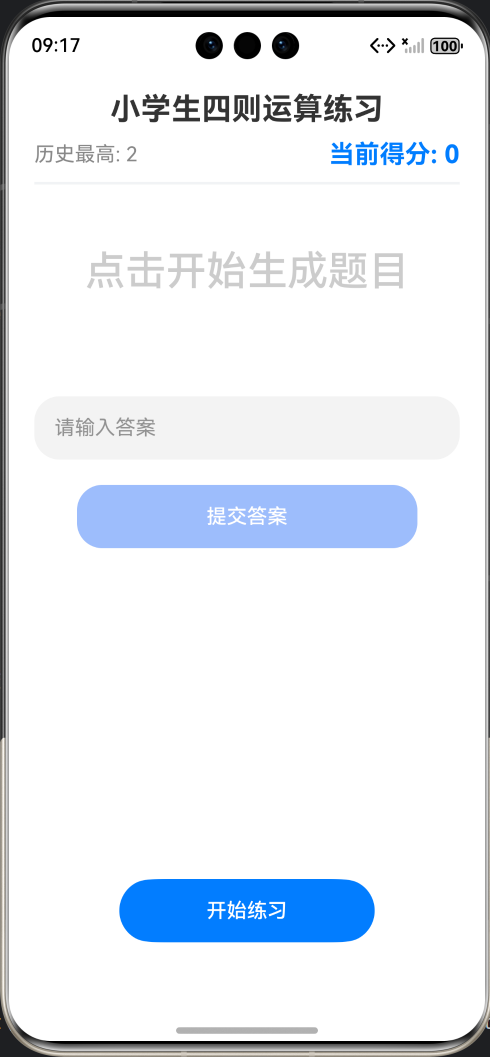 09:17 100
小学生四则运算练习
历史最高: 2 当前得分: 0
点击开始生成题目
请输入答案
提交答案
开始练习